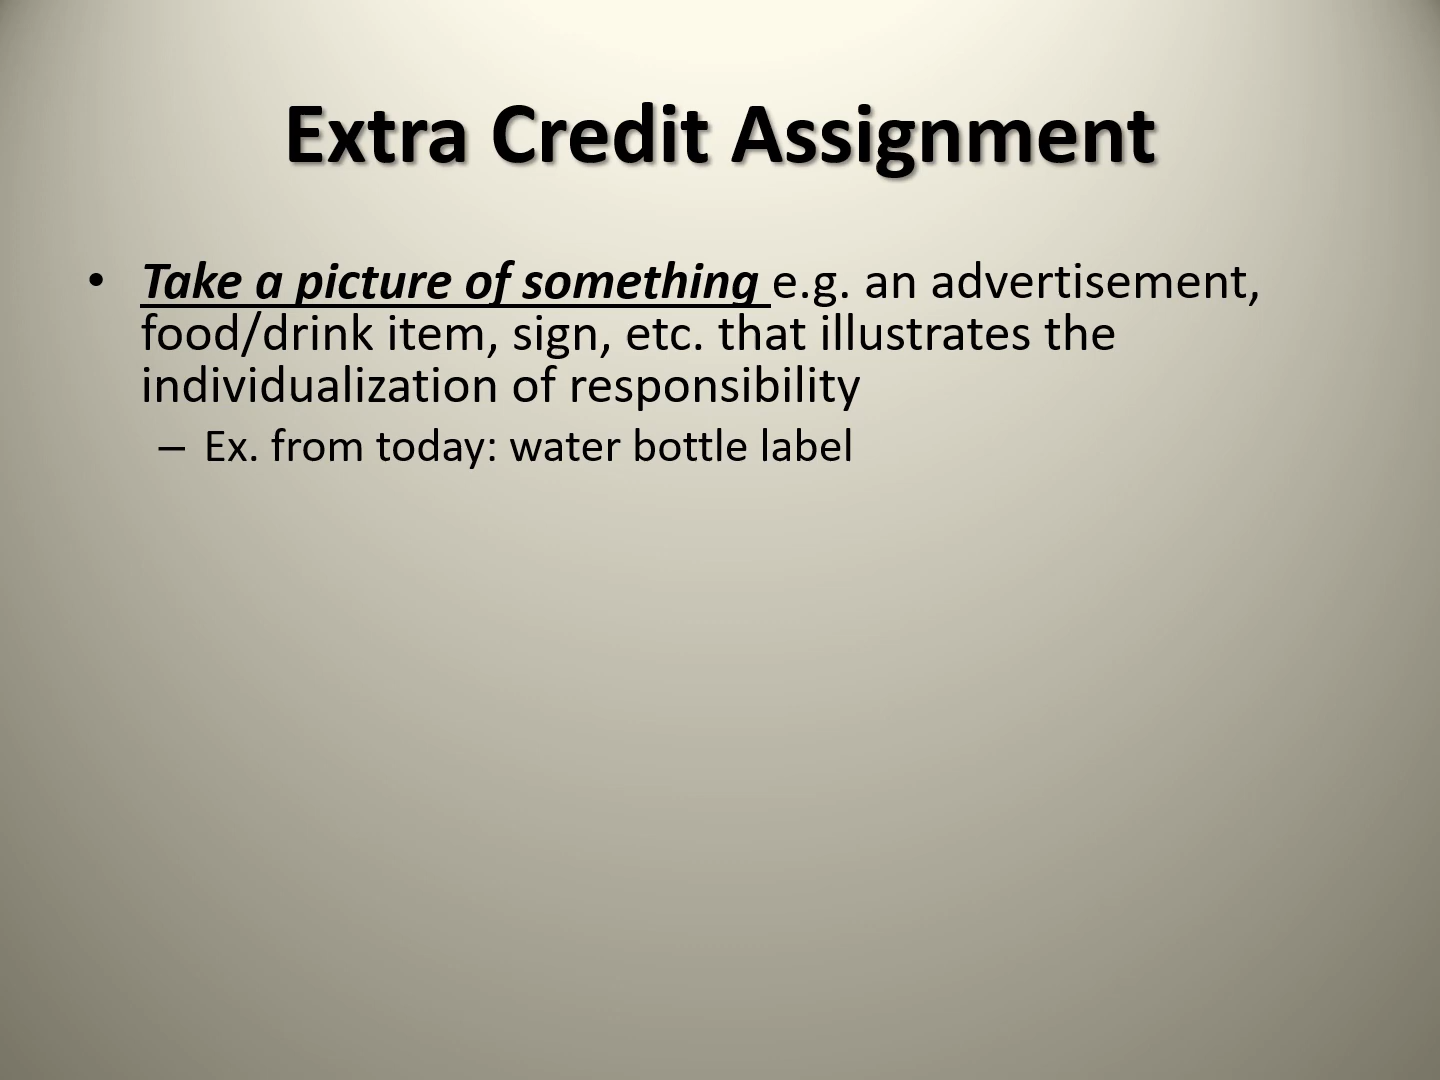 Extra Credit Assignment
• Take a picture of something e.g. an advertisement,
food/drink item, sign, etc. that illustrates the
individualization of responsibility
– Ex. from today: water bottle label